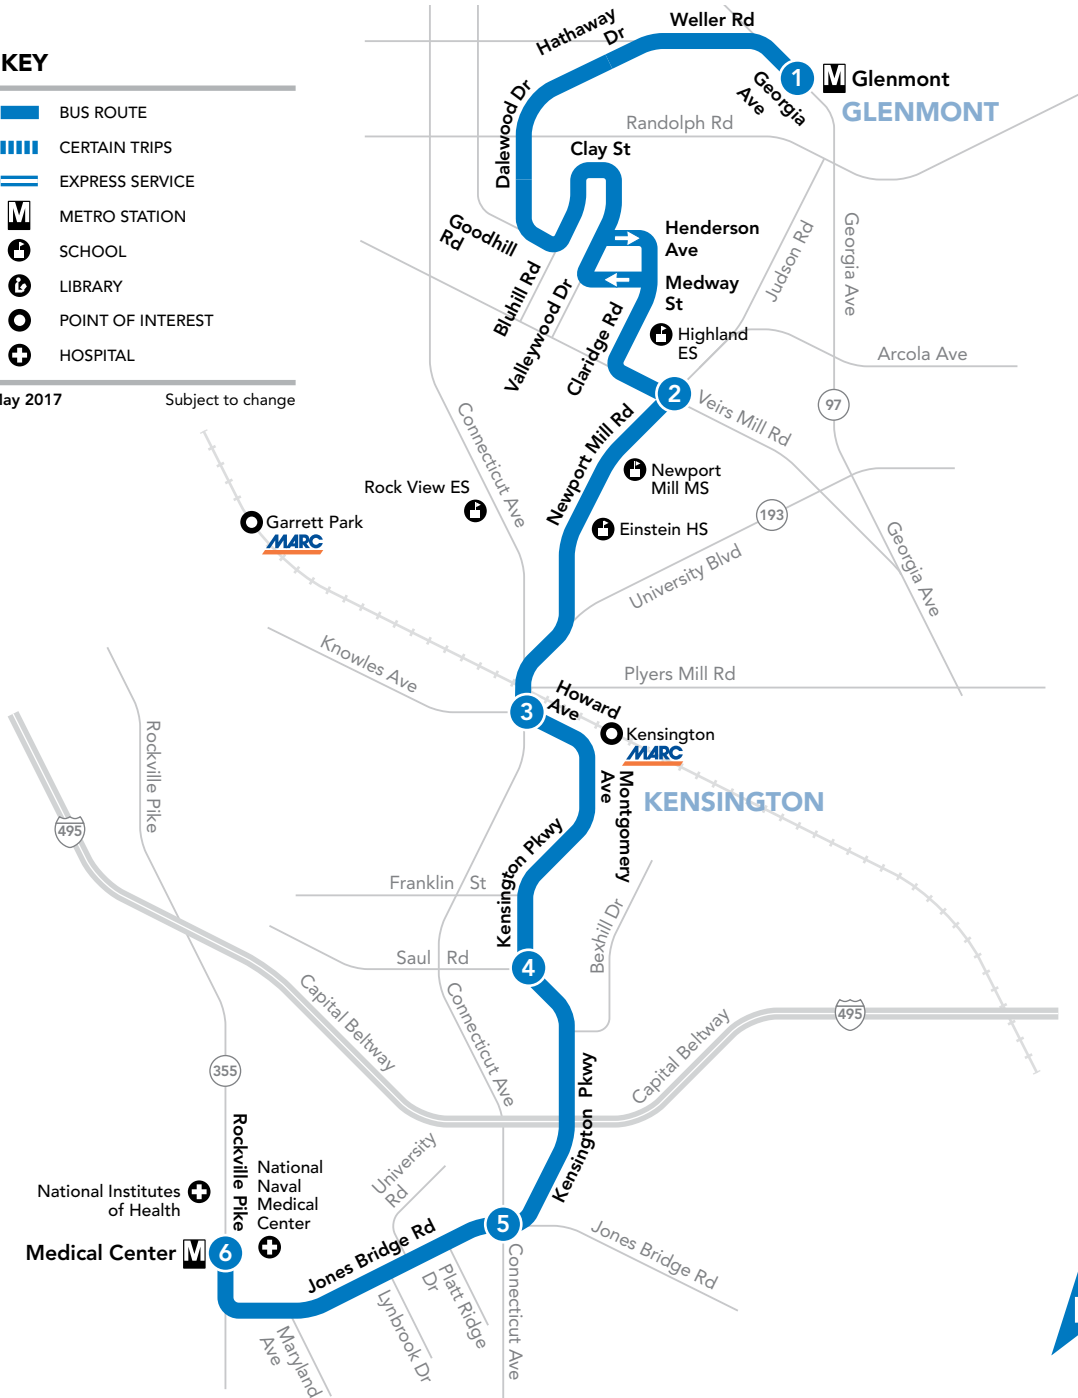 KEY
BUS ROUTE
CERTAIN TRIPS
EXPRESS SERVICE
M METRO STATION
SCHOOL
LIBRARY
POINT OF INTEREST
HOSPITAL
May 2017
Subject to change
Weller Rd
Hathaway
Dr
1
M Glenmont
GLENMONT
Georgia
Ave
Dalewood Dr
Randolph Rd
Clay St
Goodhill
Rd
Henderson
Ave
Medway
St
Judson Rd
Georgia Ave
Bluhill Rd
Valleywood Dr
Claridge Rd
Highland
ES
Arcola Ave
2
Veirs Mill Rd
97
Connecticut Ave
Newport Mill Rd
Newport
Mill MS
Rock View ES
Einstein HS
193
Garrett Park
MARC
University Blvd
Georgia Ave
Knowles Ave
Plyers Mill Rd
Howard
Ave
3
Kensington
MARC
Rockville Pike
Montgomery
Ave
KENSINGTON
495
Kensington Pkwy
Franklin St
Bexhill Dr
Saul Rd
4
Capital Beltway
Connecticut Ave
495
Capital Beltway
355
Kensington Pkwy
Rockville Pike
University
Rd
National
Naval
Medical
Center
National Institutes
of Health
Medical Center M
6
5
Jones Bridge Rd
Jones Bridge Rd
Connecticut Ave
Platt Ridge
Dr
Lynbrook Dr
Maryland
Ave